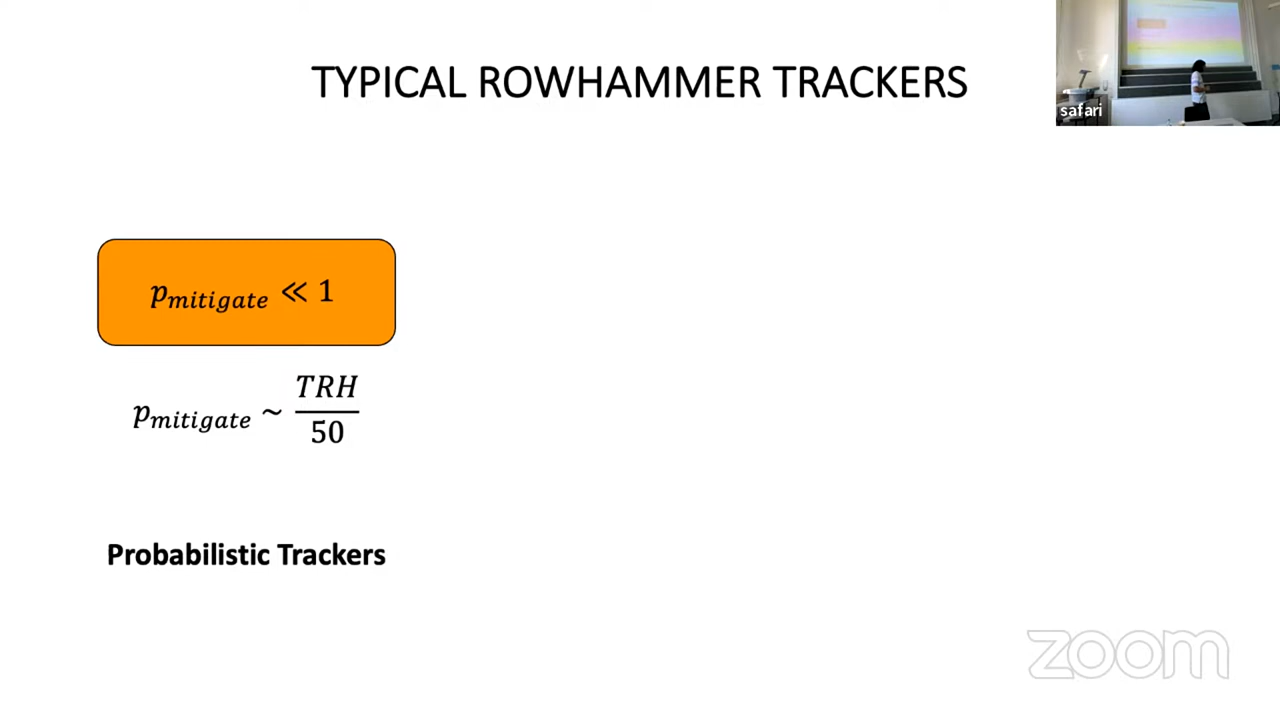 TYPICAL ROWHAMMER TRACKERS
safari
p_mitigate ≪ 1
p_mitigate ~ TRH/50
Probabilistic Trackers
zoom